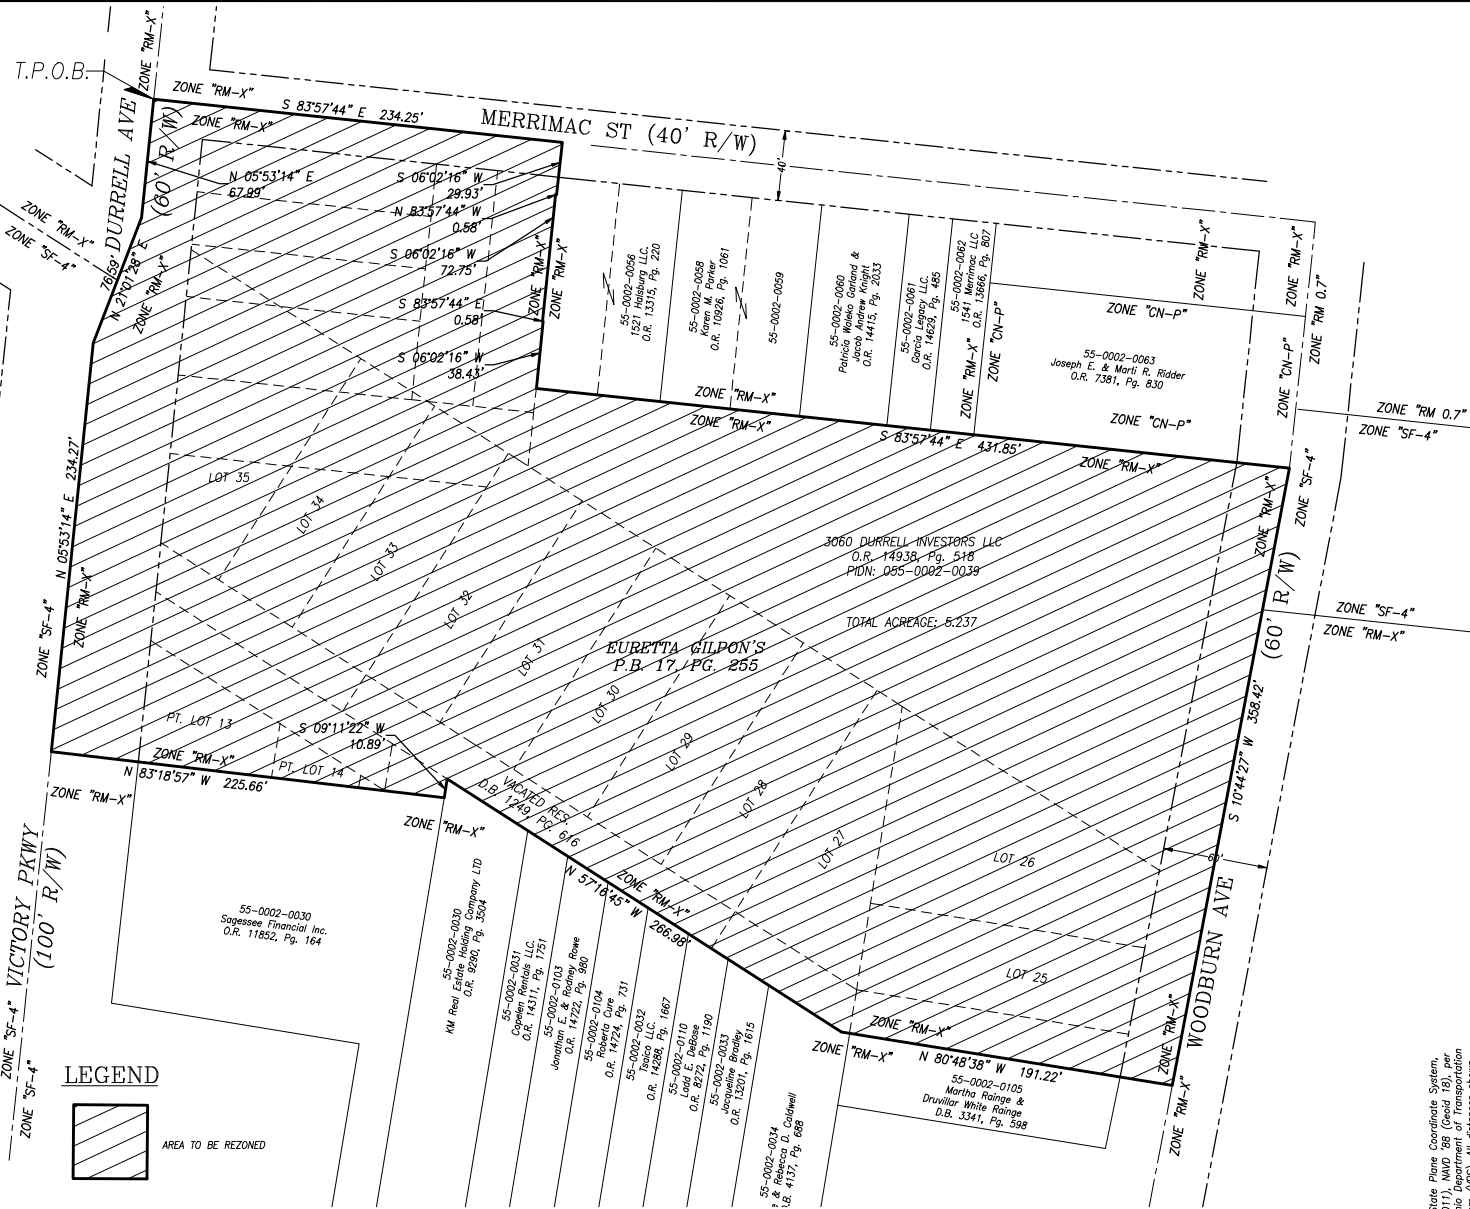 T.P.O.B.
ZONE "RM-X"
ZONE "RM-X"
ZONE "RM-X"
S 83°57'44" E 234.25'
MERRIMAC ST (40' R/W)
40'
DURRELL AVE
(60' R/W)
N 05°53'14" E
67.99'
S 06°02'16" W
29.93'
N 83°57'44" W
0.58'
S 06°02'16" W
72.75'
S 83°57'44" E
0.58'
S 06°02'16" W
38.43'
ZONE "RM-X"
ZONE "RM-X"
ZONE "RM-X"
ZONE "SF-4"
76.59'
N 21°01'28" E
ZONE "RM-X"
55-0002-0056
1521 Halsburg LLC.
O.R. 13315, Pg. 220
55-0002-0058
Karen M. Parker
O.R. 10926, Pg. 1061
55-0002-0059
55-0002-0060
Patricia Waleko Garland &
Jacob Andrew Knight
O.R. 14415, Pg. 2033
55-0002-0061
Garcia Legacy LLC.
O.R. 14629, Pg. 485
55-0002-0062
1541 Merrimac LLC
O.R. 13666, Pg. 807
ZONE "RM-X"
ZONE "CN-P"
ZONE "RM-X"
ZONE "RM-X"
ZONE "CN-P"
ZONE "CN-P"
ZONE "RM 0.7"
55-0002-0063
Joseph E. & Marti R. Ridder
O.R. 7381, Pg. 830
ZONE "CN-P"
ZONE "RM 0.7"
ZONE "SF-4"
ZONE "RM-X"
ZONE "RM-X"
S 83°57'44" E 431.85'
ZONE "RM-X"
ZONE "RM-X"
ZONE "SF-4"
N 05°53'14" E 234.27'
ZONE "SF-4"
ZONE "RM-X"
LOT 35
LOT 34
LOT 33
LOT 32
LOT 31
LOT 30
LOT 29
LOT 28
LOT 27
LOT 26
LOT 25
3060 DURRELL INVESTORS LLC
O.R. 14938, Pg. 518
PIDN: 055-0002-0039
TOTAL ACREAGE: 5.237
EURETTA GILPON'S
P.B. 17, PG. 255
(60' R/W)
ZONE "SF-4"
ZONE "RM-X"
S 10°44'27" W 358.42'
60'
WOODBURN AVE
PT. LOT 13
PT. LOT 14
S 09°11'22" W
10.89'
ZONE "RM-X"
N 83°18'57" W 225.66'
ZONE "RM-X"
ZONE "RM-X"
VACATED RES.
D.B. 1249, PG. 616
N 57°16'45" W 266.98'
ZONE "RM-X"
ZONE "RM-X"
ZONE "RM-X"
N 80°48'38" W 191.22'
ZONE "RM-X"
ZONE "RM-X"
VICTORY PKWY
(100' R/W)
ZONE "SF-4"
ZONE "SF-4"
55-0002-0030
Sagessee Financial Inc.
O.R. 11852, Pg. 164
55-0002-0030
KM Real Estate Holding Company LTD
O.R. 9290, Pg. 3504
55-0002-0031
Copelen Rentals LLC.
O.R. 14311, Pg. 1751
55-0002-0103
Jonathan E. & Rodney Rowe
O.R. 14722, Pg. 980
55-0002-0104
Roberta Cure
O.R. 14724, Pg. 731
55-0002-0032
Tsaico LLC.
O.R. 14288, Pg. 1667
55-0002-0110
Ladd E. DeBose
O.R. 8272, Pg. 1190
55-0002-0033
Jacqueline Bradley
O.R. 13201, Pg. 1615
55-0002-0034
e & Rebecca D. Caldwell
D.B. 4137, Pg. 688
55-0002-0105
Martha Rainge &
Druvillar White Rainge
D.B. 3341, Pg. 598
LEGEND
AREA TO BE REZONED
State Plane Coordinate System,
011), NAVD '88 (Geoid 18), per
Department of Transportation